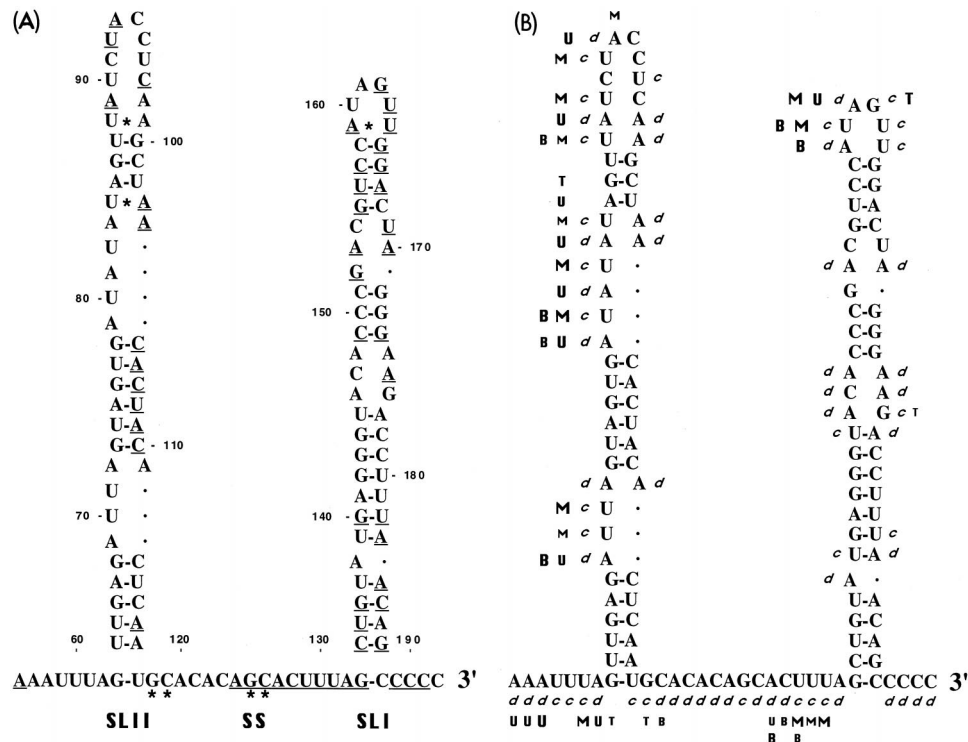 (A)
A C
U C
C U
90 - U C
A A
U * A
U-G - 100
G-C
A-U
U * A
A A
U ·
A ·
80 - U ·
A ·
G-C
U-A
G-C
A-U
U-A
G-C - 110
A A
U ·
70 - U ·
A ·
G-C
A-U
G-C
U-A
U-A
60 120
A G
160 - U U
A * U
C-G
C-G
U-A
G-C
C U
A A - 170
G ·
C-G
150 - C-G
C-G
A A
C A
A G
U-A
G-C
G-C
G-U - 180
A-U
140 - G-U
U-A
A ·
U-A
G-C
U-A
C-G
130 190
AAAUUUAG-UGCACACAGCACUUUAG-CCCCC 3'
** **
SLII SS SLI
(B)
M
U d A C
M c U C
C U c
M c U C
U d A A d
B M c U A d
U-G
G-C
T A-U
U
M c U A d
U d A A d
M c U ·
U d A ·
B M c U ·
B U d A ·
G-C
U-A
G-C
A-U
U-A
G-C
d A A d
M c U ·
M c U ·
B U d A ·
G-C
A-U
G-C
U-A
U-A
M U d A G c T
B M c U U c
B d A U c
C-G
C-G
U-A
G-C
C U
d A A d
G ·
C-G
C-G
C-G
d A A d
d C A d
d A G c T
c U-A d
G-C
G-C
G-U
A-U
G-U c
c U-A d
d A ·
U-A
G-C
U-A
C-G
AAAUUUAG-UGCACACAGCACUUUAG-CCCCC 3'